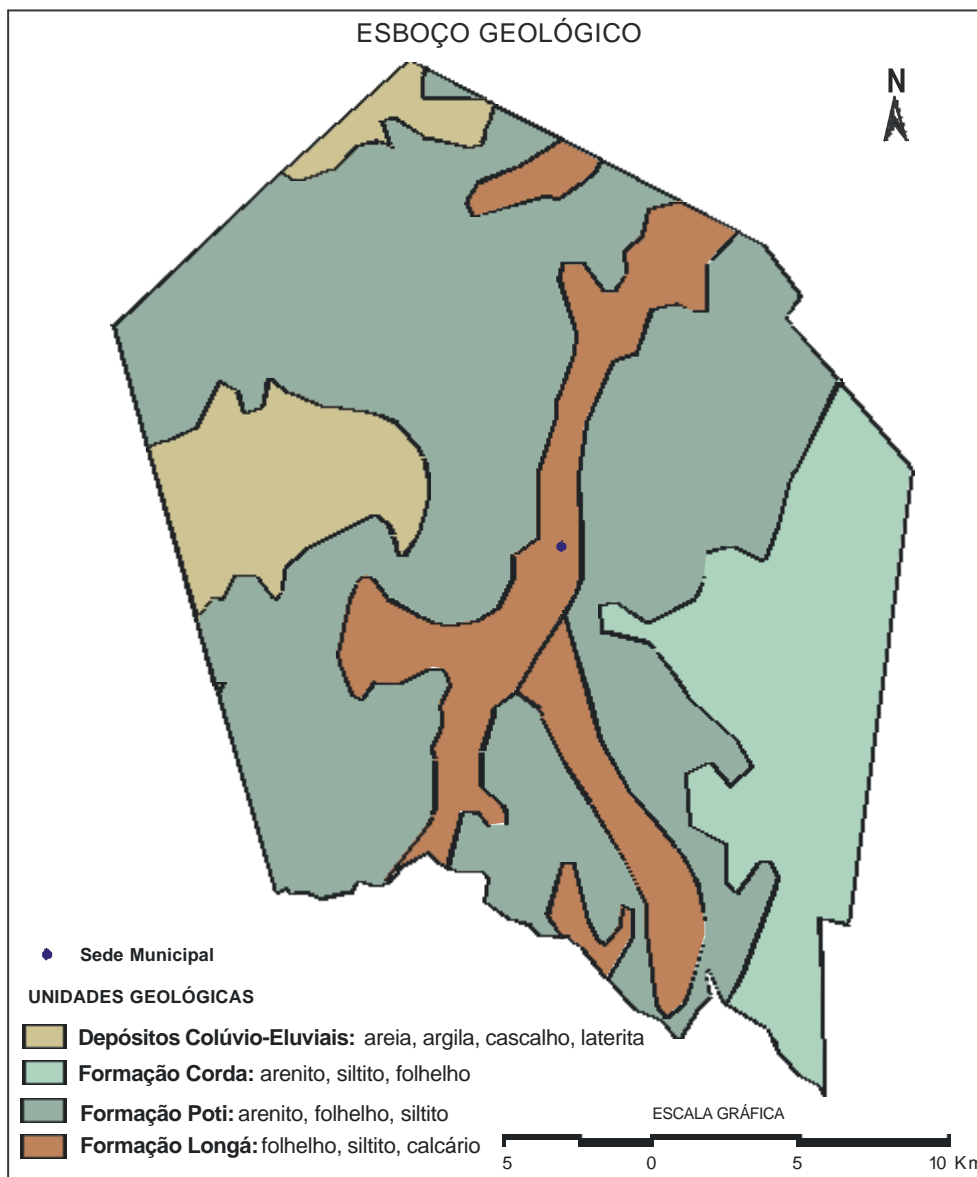 ESBOÇO GEOLÓGICO
N
Sede Municipal
UNIDADES GEOLÓGICAS
Depósitos Colúvio-Eluviais: areia, argila, cascalho, laterita
Formação Corda: arenito, siltito, folhelho
Formação Poti: arenito, folhelho, siltito
Formação Longá: folhelho, siltito, calcário
ESCALA GRÁFICA
5 0 5 10 Km